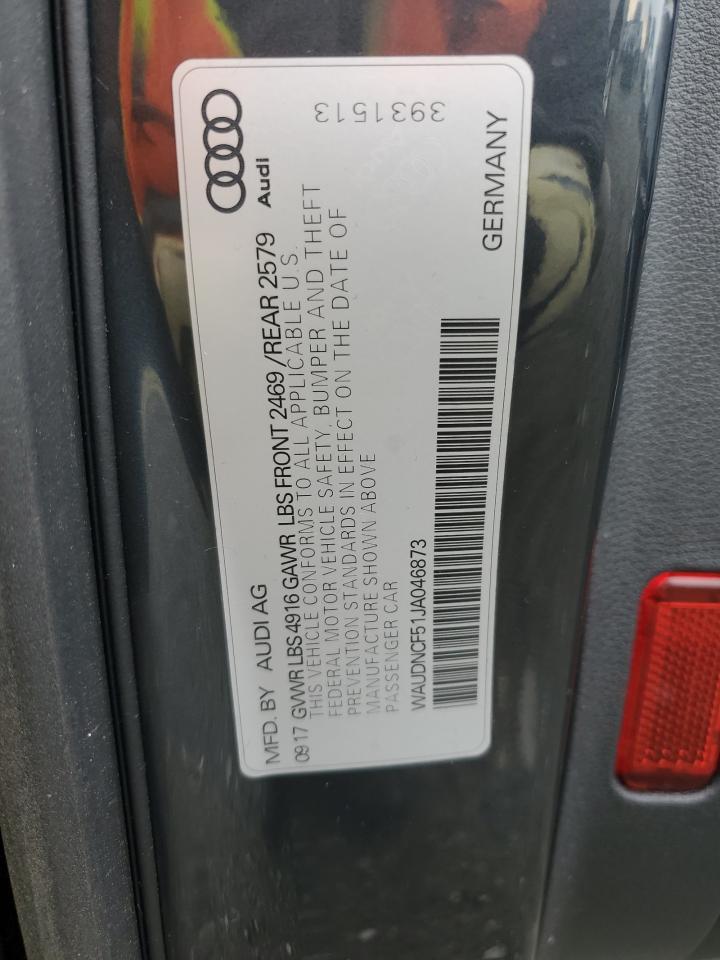 MFD. BY AUDI AG
Audi
09 17 GVWR LBS 4916 GAWR LBS FRONT 2469 /REAR 2579
THIS VEHICLE CONFORMS TO ALL APPLICABLE U.S.
FEDERAL MOTOR VEHICLE SAFETY, BUMPER AND THEFT
PREVENTION STANDARDS IN EFFECT ON THE DATE OF
MANUFACTURE SHOWN ABOVE
PASSENGER CAR
3931513
WAUDNCF51JA046873
GERMANY